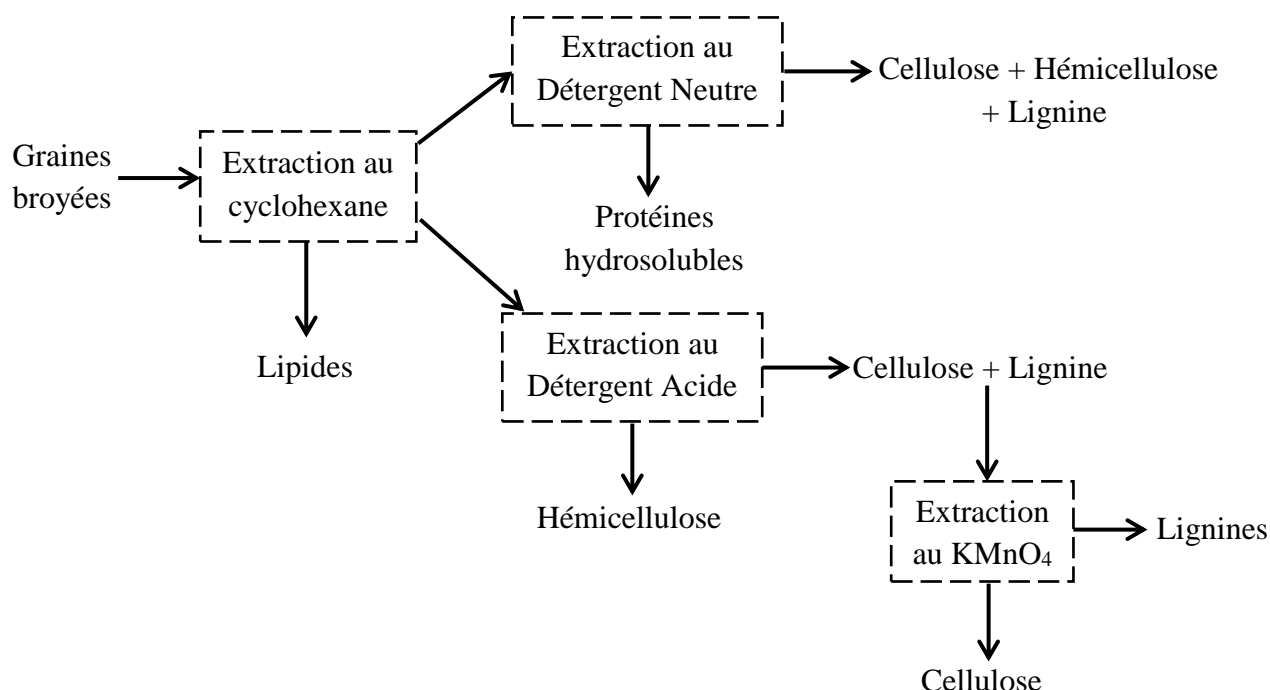 Extraction au
Détergent Neutre
Cellulose + Hémicellulose
+ Lignine
Graines
broyées
Extraction au
cyclohexane
Protéines
hydrosolubles
Lipides
Extraction au
Détergent Acide
Cellulose + Lignine
Hémicellulose
Extraction
au KMnO₄
Lignines
Cellulose